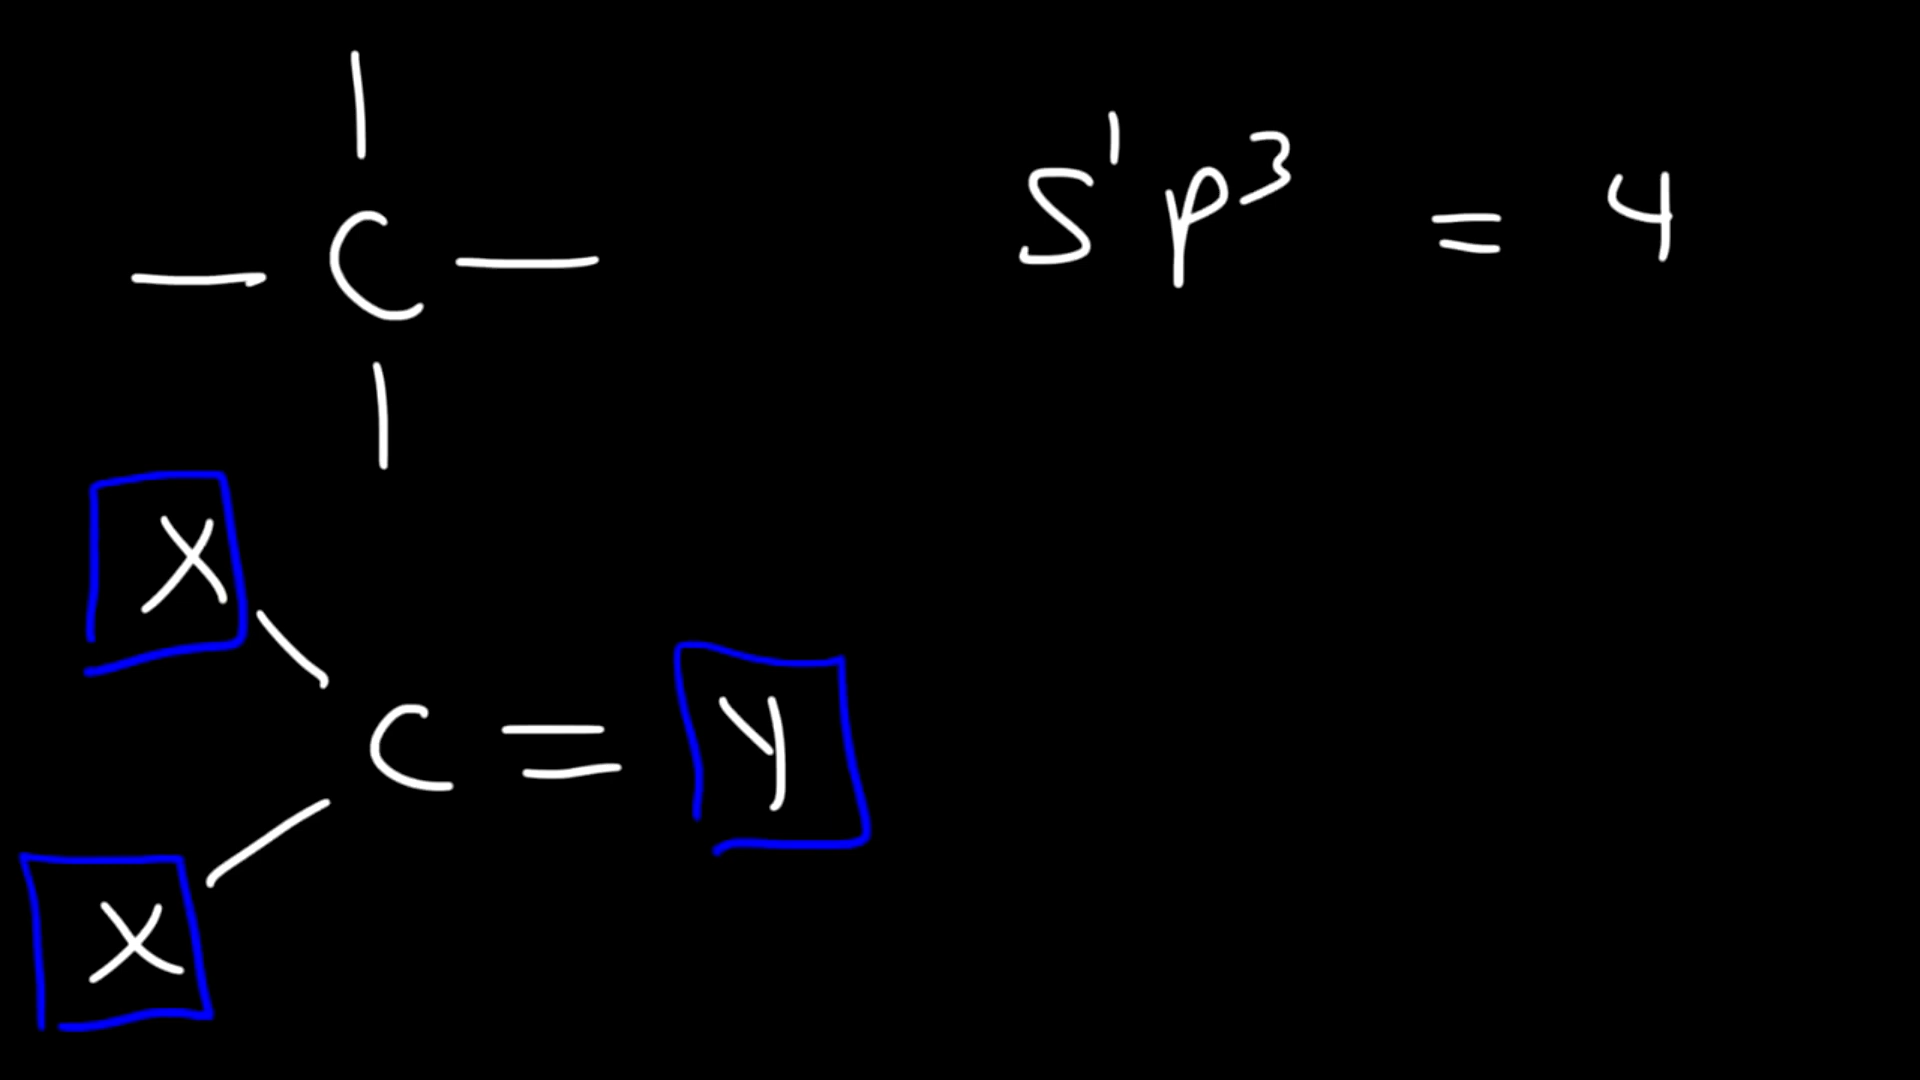 C
S¹p³ = 4
X
C = y
X